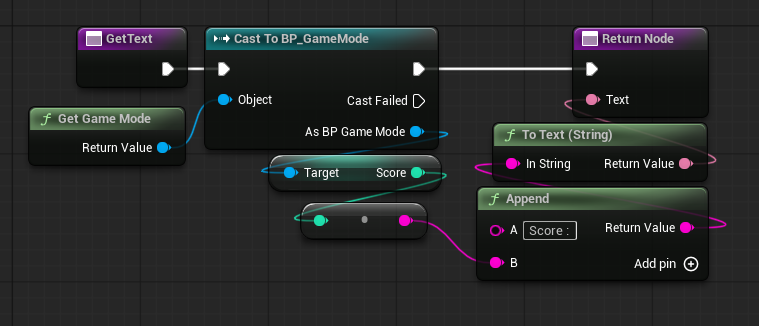 GetText
Cast To BP_GameMode
Return Node
Object
Cast Failed
Text
As BP Game Mode
f Get Game Mode
Return Value
f To Text (String)
In String Return Value
Target Score
f Append
A Score : Return Value
B Add pin